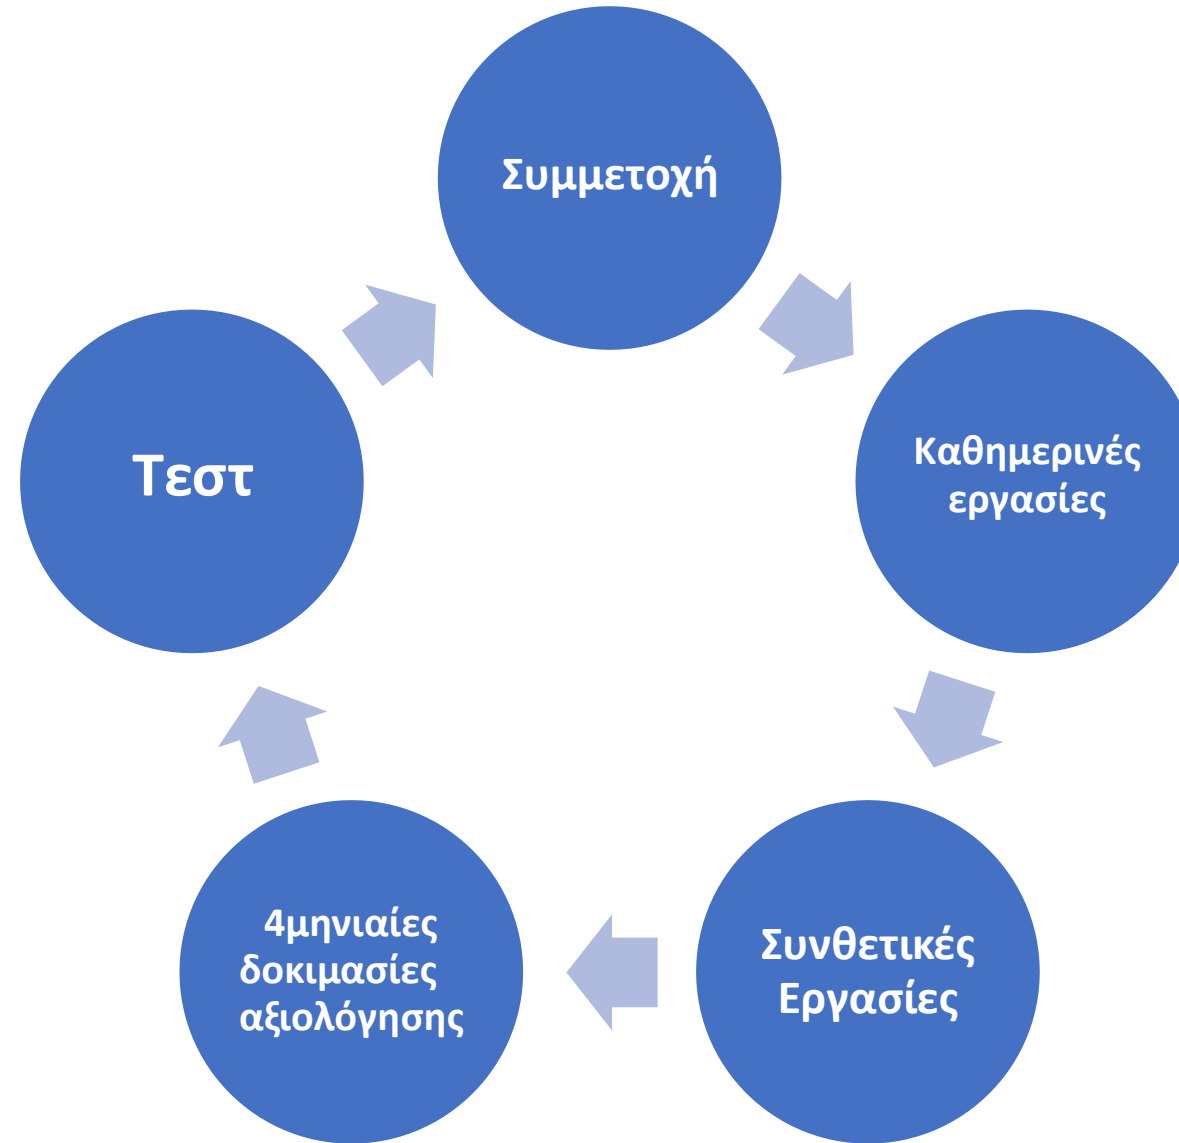 Συμμετοχή
Καθημερινές
εργασίες
Συνθετικές
Εργασίες
4μηνιαίες
δοκιμασίες
αξιολόγησης
Τεστ